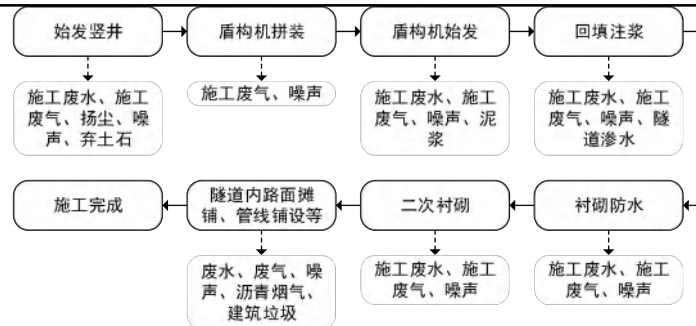 始发竖井
盾构机拼装
盾构机始发
回填注浆
施工废水、施工
废气、扬尘、噪
声、弃土石
施工废气、噪声
施工废水、施工
废气、噪声、泥
浆
施工废水、施工
废气、噪声、隧
道渗水
施工完成
隧道内路面摊
铺、管线铺设等
二次衬砌
衬砌防水
废水、废气、噪
声、沥青烟气、
建筑垃圾
施工废水、施工
废气、噪声
施工废水、施工
废气、噪声